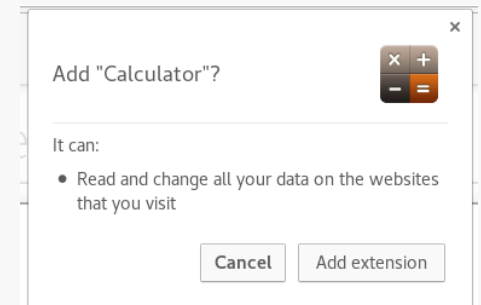 Add "Calculator"?
It can:
Read and change all your data on the websites
that you visit
Cancel
Add extension